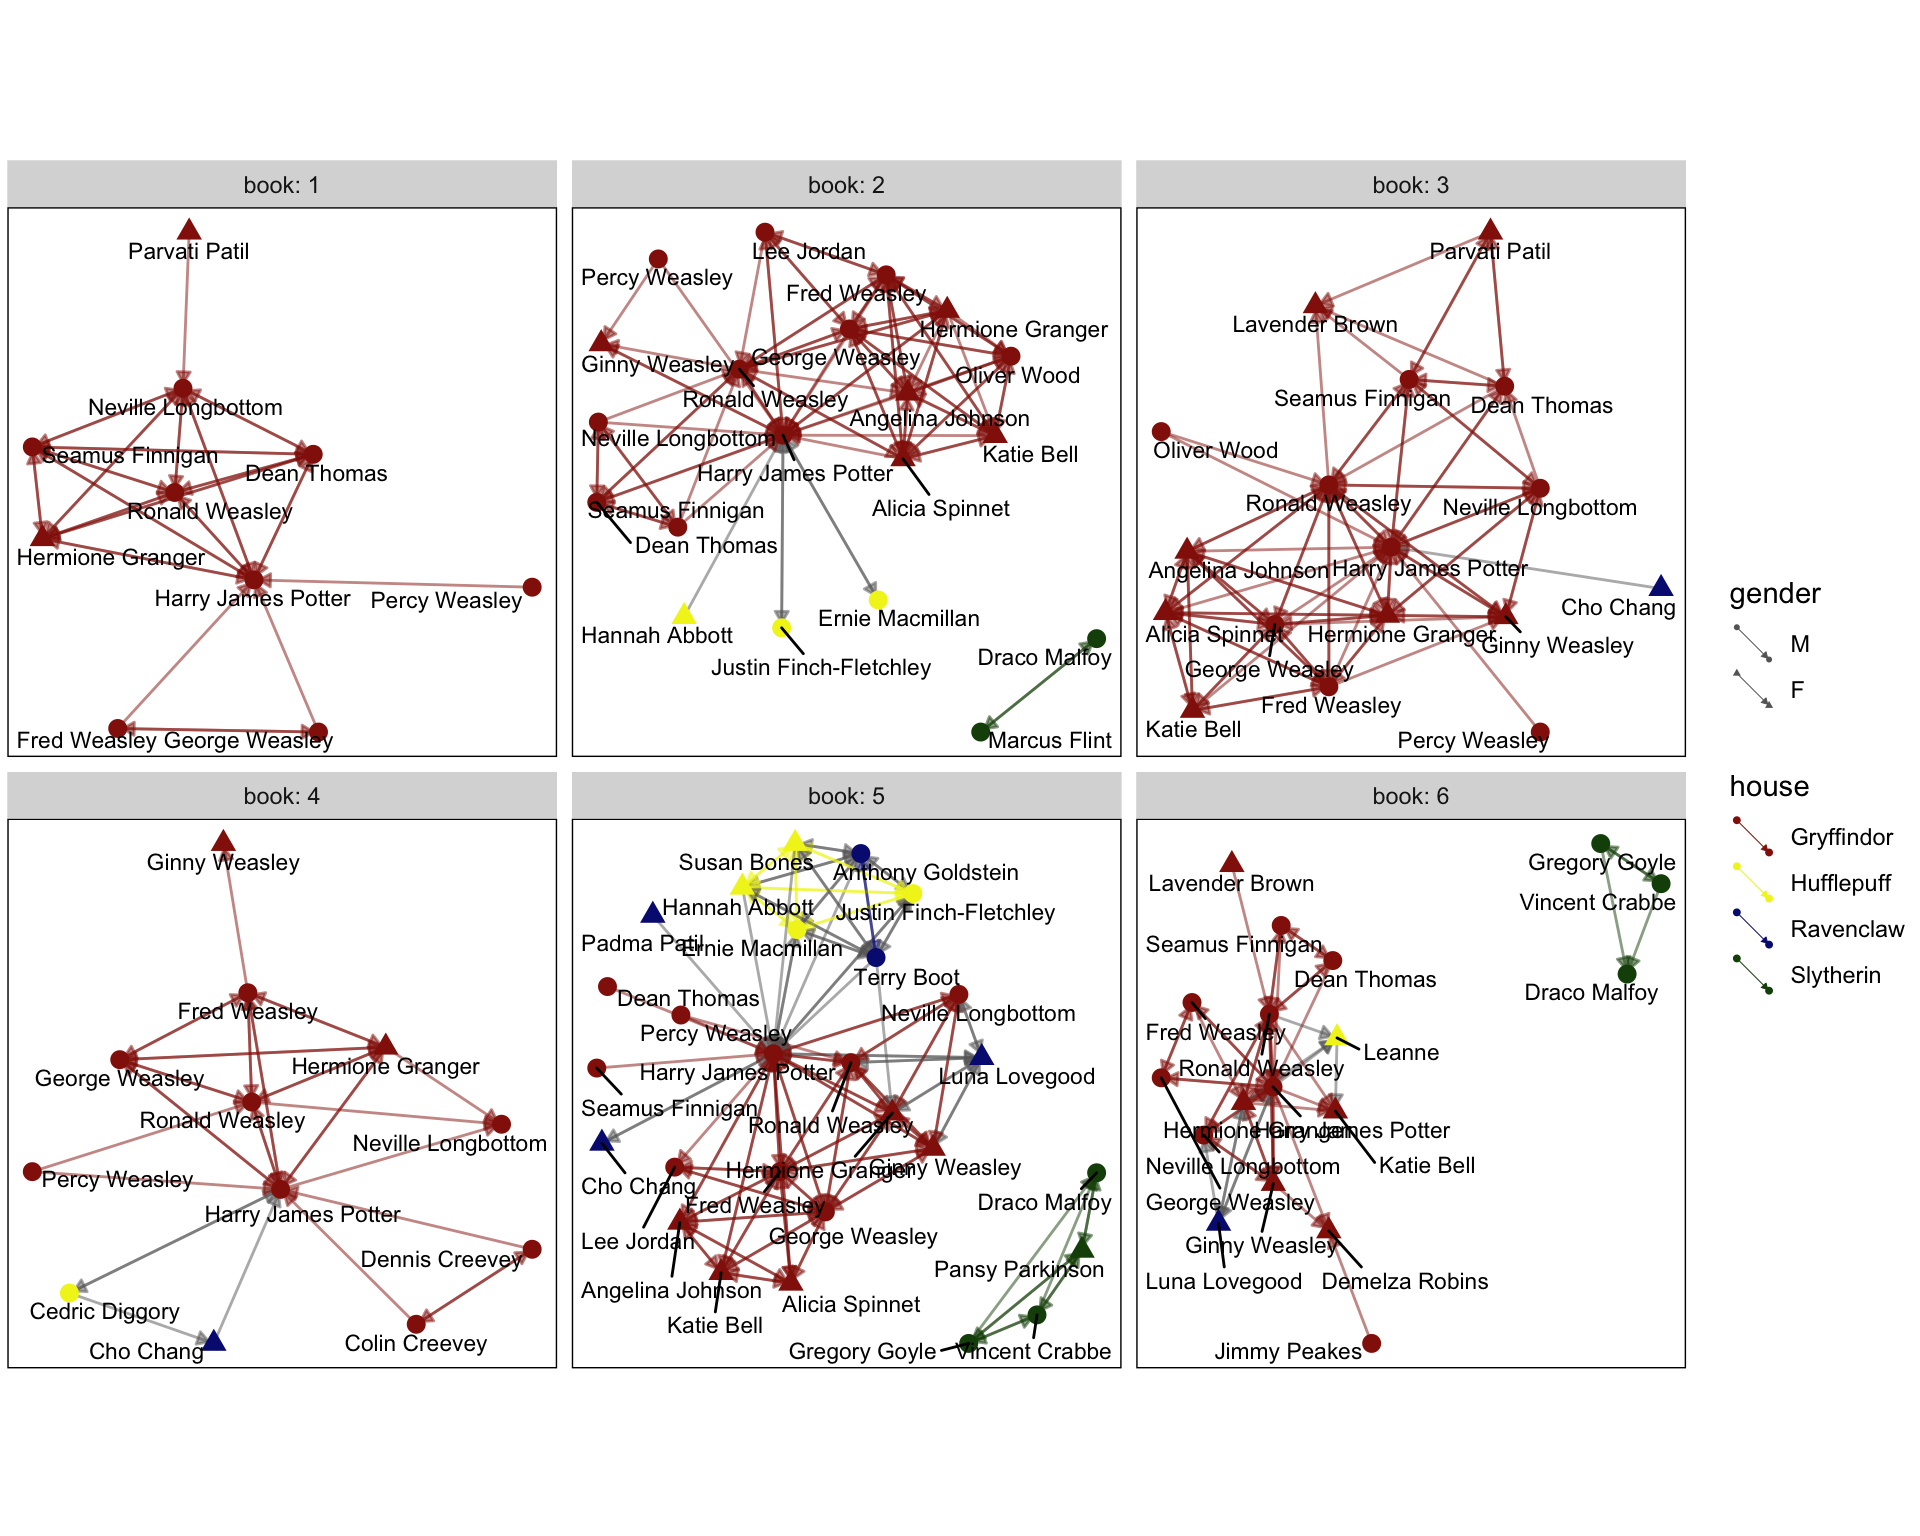 book: 1
Parvati Patil
Neville Longbottom
Seamus Finnigan
Dean Thomas
Ronald Weasley
Hermione Granger
Harry James Potter
Percy Weasley
Fred Weasley
George Weasley
book: 2
Lee Jordan
Percy Weasley
Fred Weasley
Hermione Granger
Ginny Weasley
George Weasley
Oliver Wood
Ronald Weasley
Angelina Johnson
Neville Longbottom
Katie Bell
Harry James Potter
Alicia Spinnet
Seamus Finnigan
Dean Thomas
Ernie Macmillan
Hannah Abbott
Justin Finch-Fletchley
Draco Malfoy
Marcus Flint
book: 3
Parvati Patil
Lavender Brown
Seamus Finnigan
Dean Thomas
Oliver Wood
Ronald Weasley
Neville Longbottom
Angelina Johnson
Harry James Potter
Cho Chang
Alicia Spinnet
Hermione Granger
Ginny Weasley
George Weasley
Fred Weasley
Katie Bell
Percy Weasley
book: 4
Ginny Weasley
Fred Weasley
Hermione Granger
George Weasley
Ronald Weasley
Neville Longbottom
Percy Weasley
Harry James Potter
Dennis Creevey
Cedric Diggory
Cho Chang
Colin Creevey
book: 5
Susan Bones
Anthony Goldstein
Hannah Abbott
Justin Finch-Fletchley
Padma Patil
Ernie Macmillan
Terry Boot
Dean Thomas
Neville Longbottom
Percy Weasley
Harry James Potter
Luna Lovegood
Seamus Finnigan
Ronald Weasley
Hermione Granger
Ginny Weasley
Cho Chang
Fred Weasley
Draco Malfoy
Lee Jordan
George Weasley
Pansy Parkinson
Angelina Johnson
Alicia Spinnet
Katie Bell
Gregory Goyle
Vincent Crabbe
book: 6
Gregory Goyle
Lavender Brown
Vincent Crabbe
Seamus Finnigan
Dean Thomas
Draco Malfoy
Fred Weasley
Leanne
Ronald Weasley
Hermione Granger
Harry James Potter
Neville Longbottom
Katie Bell
George Weasley
Ginny Weasley
Luna Lovegood
Demelza Robins
Jimmy Peakes
gender
M
F
house
Gryffindor
Hufflepuff
Ravenclaw
Slytherin